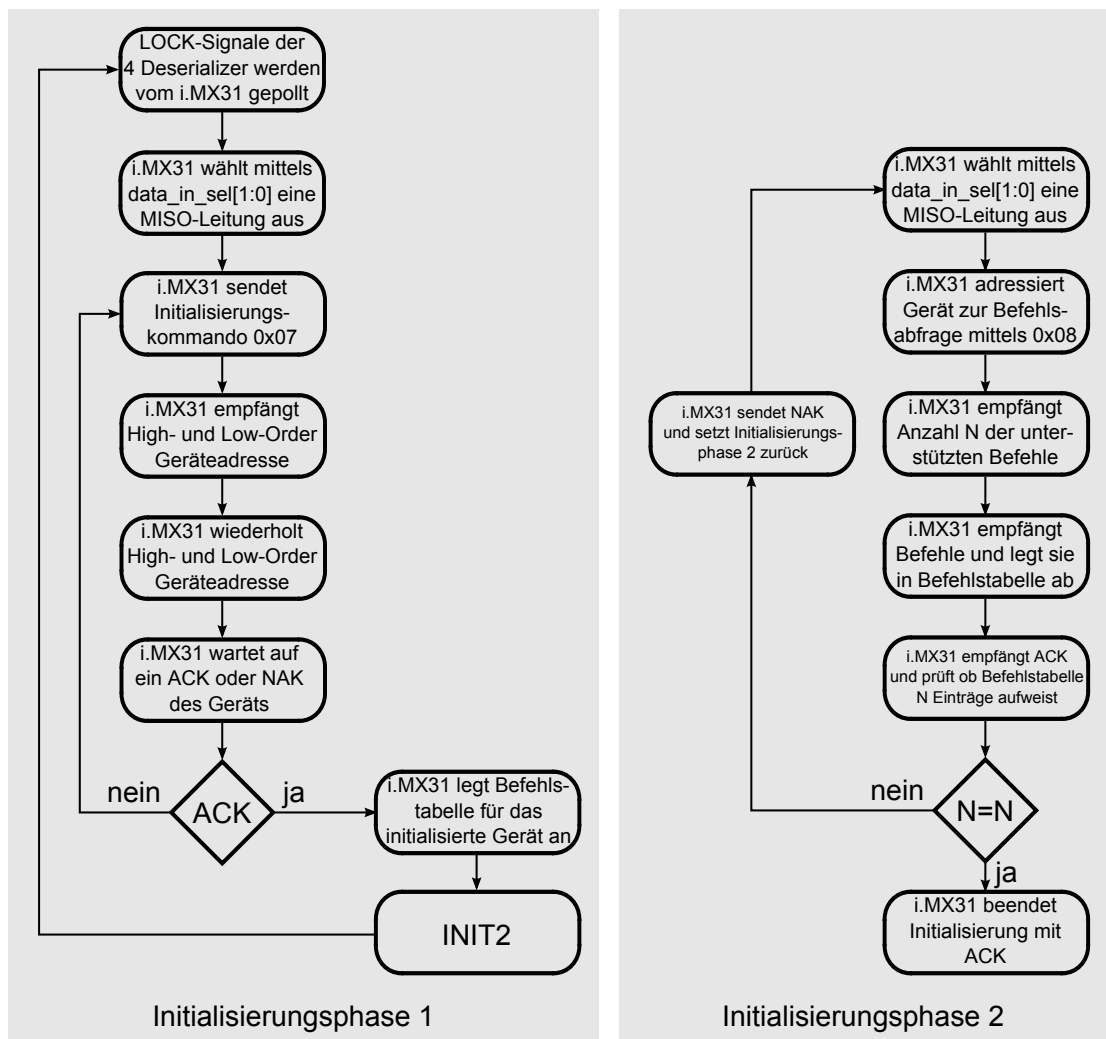 LOCK-Signale der
4 Deserializer werden
vom i.MX31 gepollt
i.MX31 wählt mittels
data_in_sel[1:0] eine
MISO-Leitung aus
i.MX31 sendet
Initialisierungs-
kommando 0x07
i.MX31 empfängt
High- und Low-Order
Geräteadresse
i.MX31 wiederholt
High- und Low-Order
Geräteadresse
i.MX31 wartet auf
ein ACK oder NAK
des Geräts
nein
ACK
ja
i.MX31 legt Befehls-
tabelle für das
initialisierte Gerät an
INIT2
Initialisierungsphase 1
i.MX31 wählt mittels
data_in_sel[1:0] eine
MISO-Leitung aus
i.MX31 adressiert
Gerät zur Befehls-
abfrage mittels 0x08
i.MX31 sendet NAK
und setzt Initialisierungs-
phase 2 zurück
i.MX31 empfängt
Anzahl N der unter-
stützten Befehle
i.MX31 empfängt
Befehle und legt sie
in Befehlstabelle ab
i.MX31 empfängt ACK
und prüft ob Befehlstabelle
N Einträge aufweist
nein
N=N
ja
i.MX31 beendet
Initialisierung mit
ACK
Initialisierungsphase 2